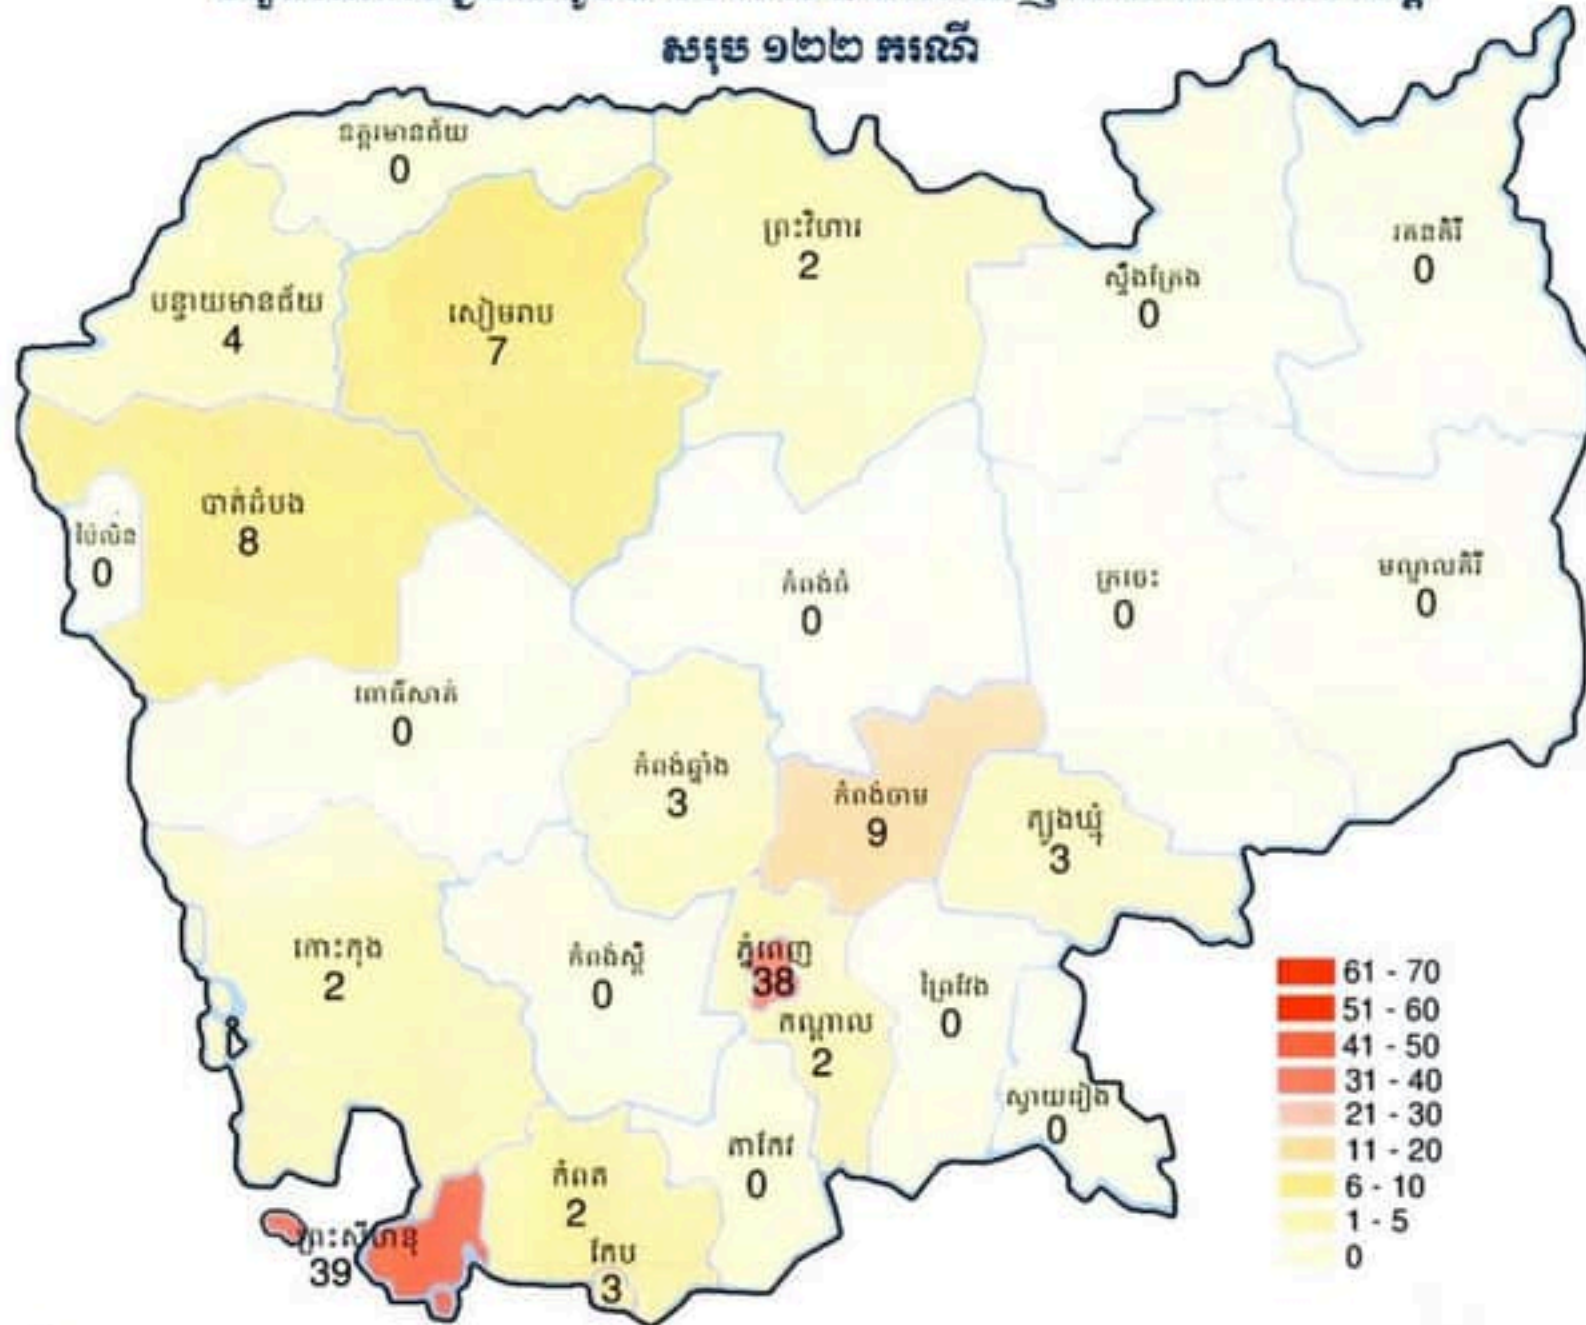 សរុប ១២២ ករណី
ឧត្តរមានជ័យ
0
ព្រះវិហារ
2
រតនគិរី
0
ស្ទឹងត្រែង
0
បន្ទាយមានជ័យ
4
សៀមរាប
7
បាត់ដំបង
8
ប៉ៃលិន
0
កំពង់ធំ
0
ក្រចេះ
0
មណ្ឌលគិរី
0
ពោធិ៍សាត់
0
កំពង់ឆ្នាំង
3
កំពង់ចាម
9
ត្បូងឃ្មុំ
3
កោះកុង
2
កំពង់ស្ពឺ
0
ភ្នំពេញ
38
កណ្តាល
2
ព្រៃវែង
0
ស្វាយរៀង
0
តាកែវ
0
កំពត
2
កែប
3
ព្រះសីហនុ
39
61 - 70
51 - 60
41 - 50
31 - 40
21 - 30
11 - 20
6 - 10
1 - 5
0